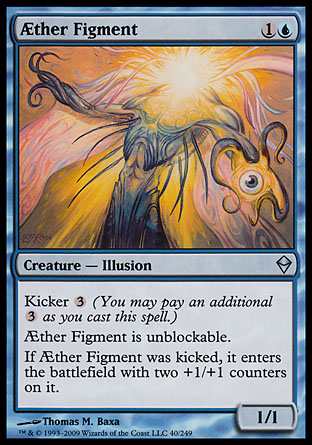 Æther Figment 1
Creature — Illusion
Kicker 3 (You may pay an additional
3 as you cast this spell.)
Æther Figment is unblockable.
If Æther Figment was kicked, it enters
the battlefield with two +1/+1 counters
on it.
Thomas M. Baxa
™ & © 1993–2009 Wizards of the Coast LLC 40/249
1/1